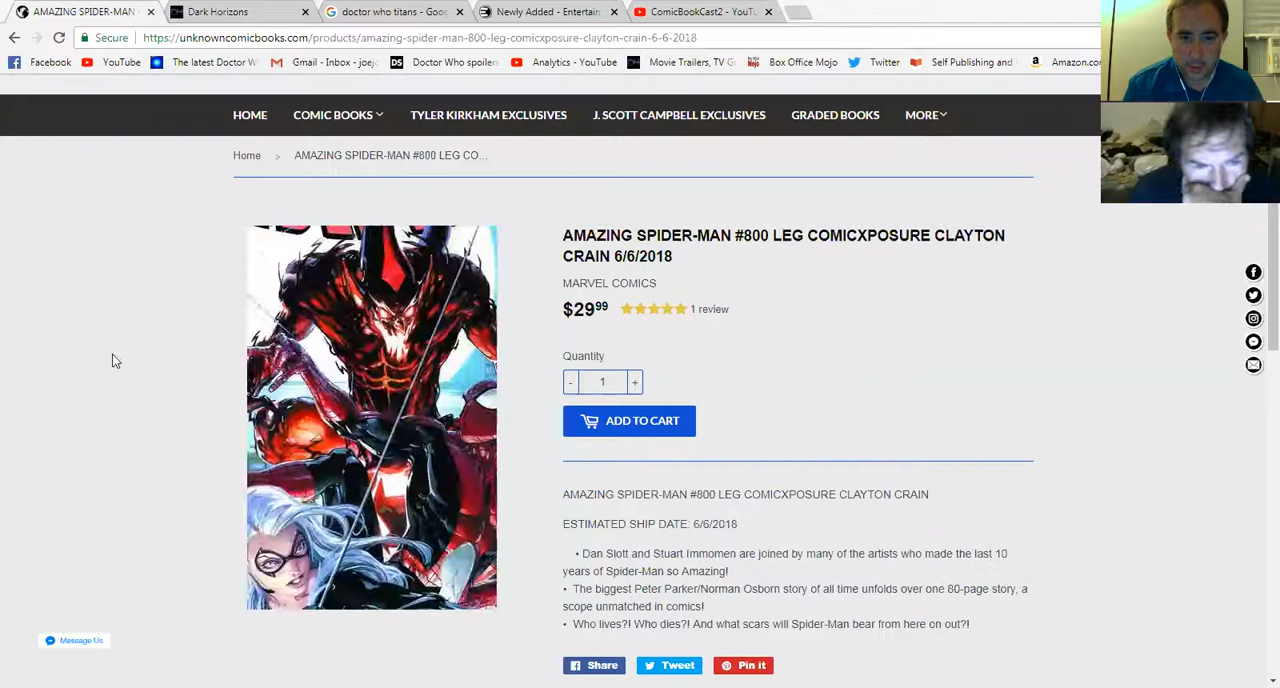 AMAZING SPIDER-MAN
Dark Horizons
doctor who titans - Goo
Newly Added - Entertain
ComicBookCast2 - YouTu
Secure
https://unknowncomicbooks.com/products/amazing-spider-man-800-leg-comicxposure-clayton-crain-6-6-2018
Facebook
YouTube
The latest Doctor W
Gmail - Inbox - joejc
Doctor Who spoilers
Analytics - YouTube
Movie Trailers, TV
Box Office Mojo
Twitter
Self Publishing and
Amazon.co
HOME COMIC BOOKS TYLER KIRKHAM EXCLUSIVES J. SCOTT CAMPBELL EXCLUSIVES GRADED BOOKS MORE
Home > AMAZING SPIDER-MAN #800 LEG CO...
AMAZING SPIDER-MAN #800 LEG COMICXPOSURE CLAYTON
CRAIN 6/6/2018
MARVEL COMICS
$29.99 1 review
Quantity
- 1 +
ADD TO CART
AMAZING SPIDER-MAN #800 LEG COMICXPOSURE CLAYTON CRAIN
ESTIMATED SHIP DATE: 6/6/2018
• Dan Slott and Stuart Immomen are joined by many of the artists who made the last 10
years of Spider-Man so Amazing!
• The biggest Peter Parker/Norman Osborn story of all time unfolds over one 80-page story, a
scope unmatched in comics!
• Who lives?! Who dies?! And what scars will Spider-Man bear from here on out?!
Message Us
Share Tweet Pin it